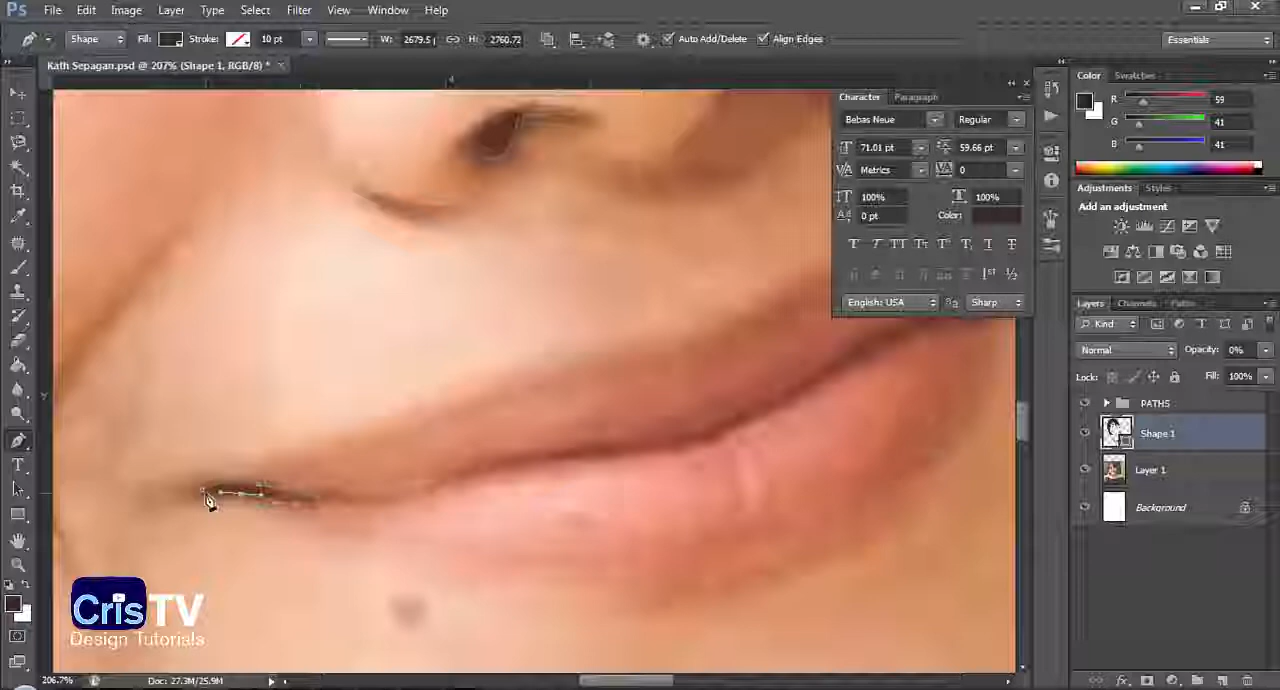 Ps File Edit Image Layer Type Select Filter View Window Help
Shape Fill: Stroke: 10 pt W: 2679.5 H: 2760.72 Auto Add/Delete Align Edges Essentials
Kath Sepagan.psd @ 207% (Shape 1, RGB/8) *
Character Paragraph
Bebas Neue Regular
71.01 pt 59.66 pt
Metrics 0
100% 100%
0 pt Color:
English: USA Sharp
Color Swatches
R 59
G 41
B 41
Adjustments Styles
Add an adjustment
Layers Channels Paths
Kind
Normal Opacity: 0%
Lock: Fill: 100%
PATHS
Shape 1
Layer 1
Background
CrisTV
Design Tutorials
206.7% Doc: 27.3M/25.9M